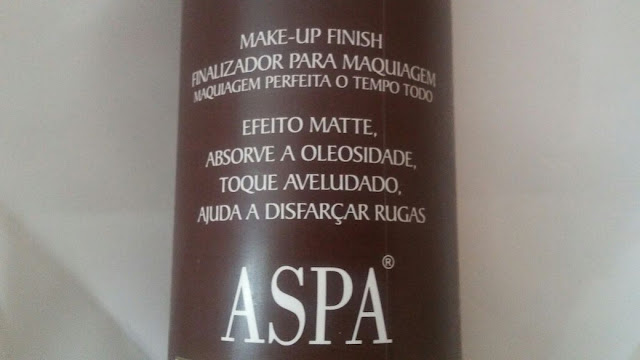 MAKE-UP FINISH
FINALIZADOR PARA MAQUIAGEM
MAQUIAGEM PERFEITA O TEMPO TODO
EFEITO MATTE,
ABSORVE A OLEOSIDADE,
TOQUE AVELUDADO,
AJUDA A DISFARÇAR RUGAS
ASPA®